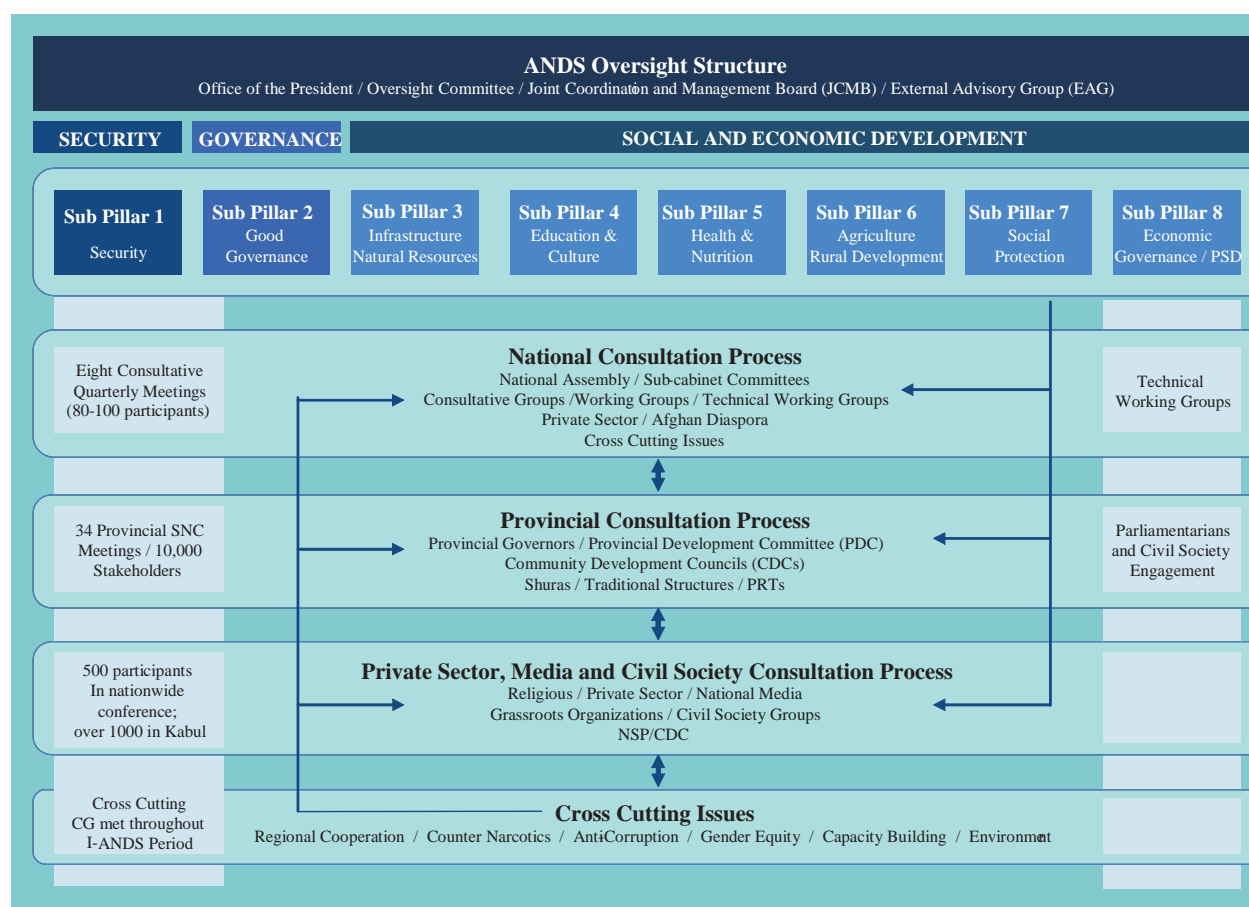 ANDS Oversight Structure
Office of the President / Oversight Committee / Joint Coordination and Management Board (JCMB) / External Advisory Group (EAG)
SECURITY
GOVERNANCE
SOCIAL AND ECONOMIC DEVELOPMENT
Sub Pillar 1
Security
Sub Pillar 2
Good
Governance
Sub Pillar 3
Infrastructure
Natural Resources
Sub Pillar 4
Education &
Culture
Sub Pillar 5
Health &
Nutrition
Sub Pillar 6
Agriculture
Rural Development
Sub Pillar 7
Social
Protection
Sub Pillar 8
Economic
Governance / PSD
Eight Consultative
Quarterly Meetings
(80-100 participants)
National Consultation Process
National Assembly / Sub-cabinet Committees
Consultative Groups /Working Groups / Technical Working Groups
Private Sector / Afghan Diaspora
Cross Cutting Issues
Technical
Working Groups
34 Provincial SNC
Meetings / 10,000
Stakeholders
Provincial Consultation Process
Provincial Governors / Provincial Development Committee (PDC)
Community Development Councils (CDCs)
Shuras / Traditional Structures / PRTs
Parliamentarians
and Civil Society
Engagement
500 participants
In nationwide
conference;
over 1000 in Kabul
Private Sector, Media and Civil Society Consultation Process
Religious / Private Sector / National Media
Grassroots Organizations / Civil Society Groups
NSP/CDC
Cross Cutting
CG met throughout
I-ANDS Period
Cross Cutting Issues
Regional Cooperation / Counter Narcotics / Anti-Corruption / Gender Equity / Capacity Building / Environment